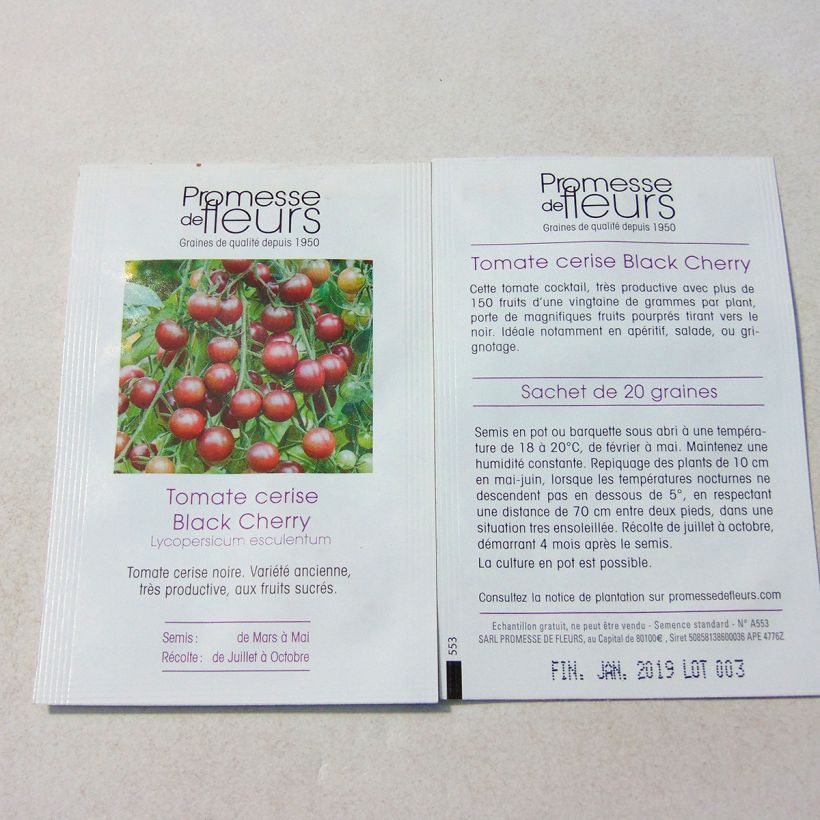 Promesse
de fleurs
Graines de qualité depuis 1950
Tomate cerise
Black Cherry
Lycopersicum esculentum
Tomate cerise noire. Variété ancienne,
très productive, aux fruits sucrés.
Semis : de Mars à Mai
Récolte : de Juillet à Octobre
Promesse
de fleurs
Graines de qualité depuis 1950
Tomate cerise Black Cherry
Cette tomate cocktail, très productive avec plus de
150 fruits d'une vingtaine de grammes par plant,
porte de magnifiques fruits pourprés tirant vers le
noir. Idéale notamment en apéritif, salade, ou gri-
gnotage.
Sachet de 20 graines
Semis en pot ou barquette sous abri à une tempéra-
ture de 18 à 20°C, de février à mai. Maintenez une
humidité constante. Repiquage des plants de 10 cm
en mai-juin, lorsque les températures nocturnes ne
descendent pas en dessous de 5°, en respectant
une distance de 70 cm entre deux pieds, dans une
situation tres ensoleillée. Récolte de juillet à octobre,
démarrant 4 mois après le semis.
La culture en pot est possible.
Consultez la notice de plantation sur promessedefleurs.com
Echantillon gratuit, ne peut être vendu - Semence standard - N° A553
SARL PROMESSE DE FLEURS, au Capital de 80100€ , Siret 50858138600036 APE 4776Z
553
FIN. JAN. 2019 LOT 003